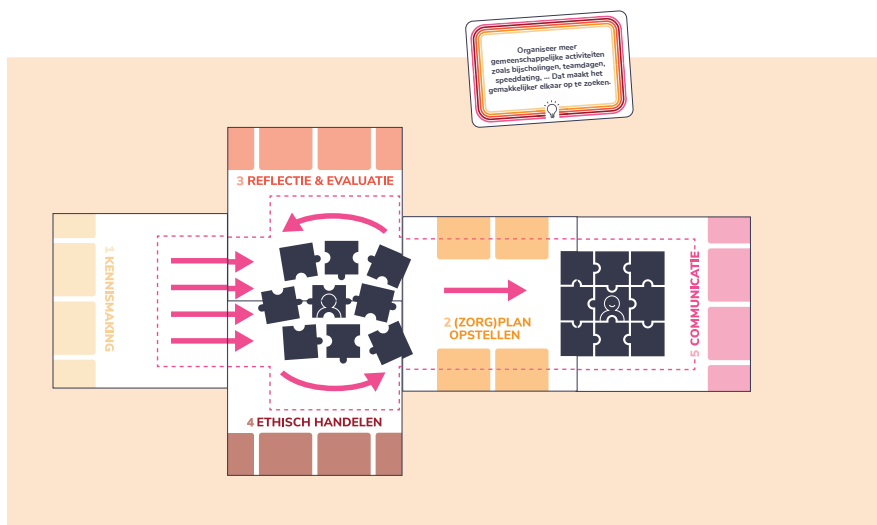 Organiseer meer
gemeenschappelijke activiteiten
zoals bijscholingen, teamdagen,
speeddating, ... Dat maakt het
gemakkelijker elkaar op te zoeken.
3 REFLECTIE & EVALUATIE
1 KENNISMAKING
2 (ZORG)PLAN
OPSTELLEN
5 COMMUNICATIE
4 ETHISCH HANDELEN